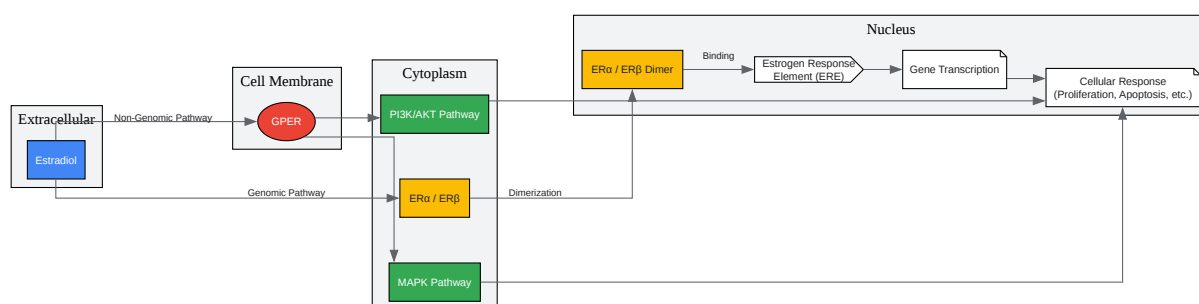 Nucleus
ERα / ERβ Dimer
Binding
Estrogen Response
Element (ERE)
Gene Transcription
Cellular Response
(Proliferation, Apoptosis, etc.)
Cytoplasm
PI3K/AKT Pathway
Cell Membrane
GPER
Extracellular
Non-Genomic Pathway
Estradiol
Genomic Pathway
ERα / ERβ
Dimerization
MAPK Pathway